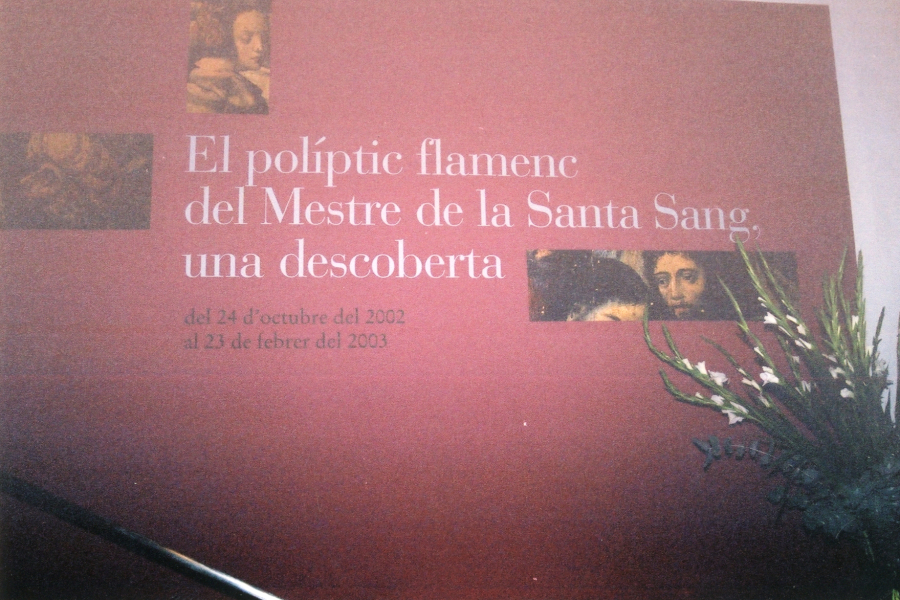 El políptic flamenc
del Mestre de la Santa Sang,
una descoberta
del 24 d'octubre del 2002
al 23 de febrer del 2003